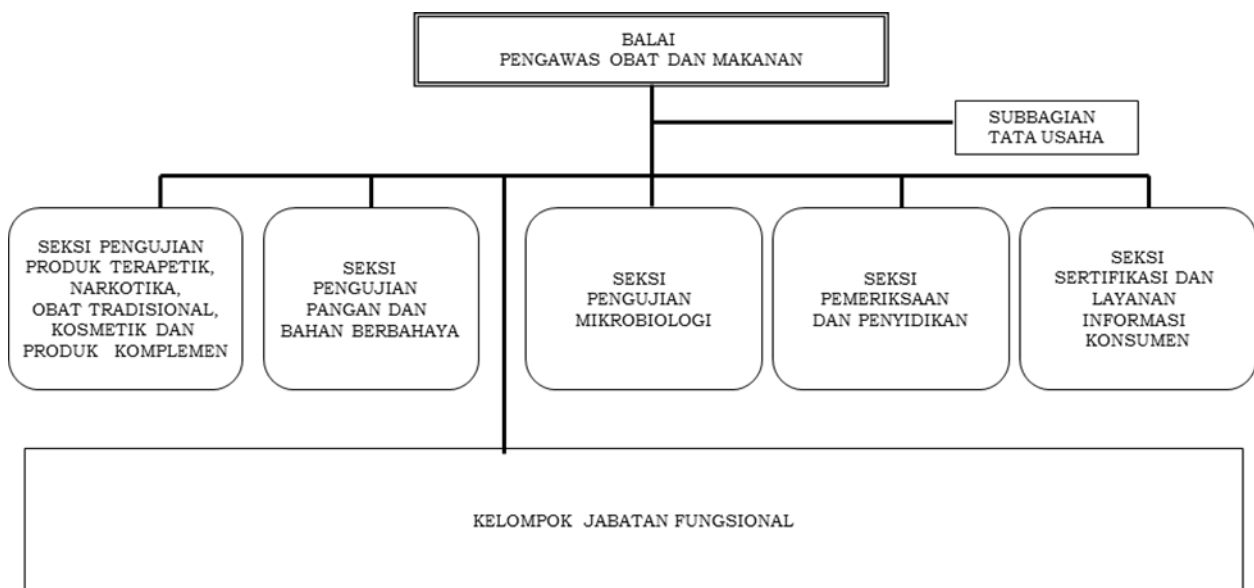 BALAI
PENGAWAS OBAT DAN MAKANAN
SUBBAGIAN
TATA USAHA
SEKSI PENGUJIAN
PRODUK TERAPETIK,
NARKOTIKA,
OBAT TRADISIONAL,
KOSMETIK DAN
PRODUK KOMPLEMEN
SEKSI
PENGUJIAN
PANGAN DAN
BAHAN BERBAHAYA
SEKSI
PENGUJIAN
MIKROBIOLOGI
SEKSI
PEMERIKSAAN
DAN PENYIDIKAN
SEKSI
SERTIFIKASI DAN
LAYANAN
INFORMASI
KONSUMEN
KELOMPOK JABATAN FUNGSIONAL